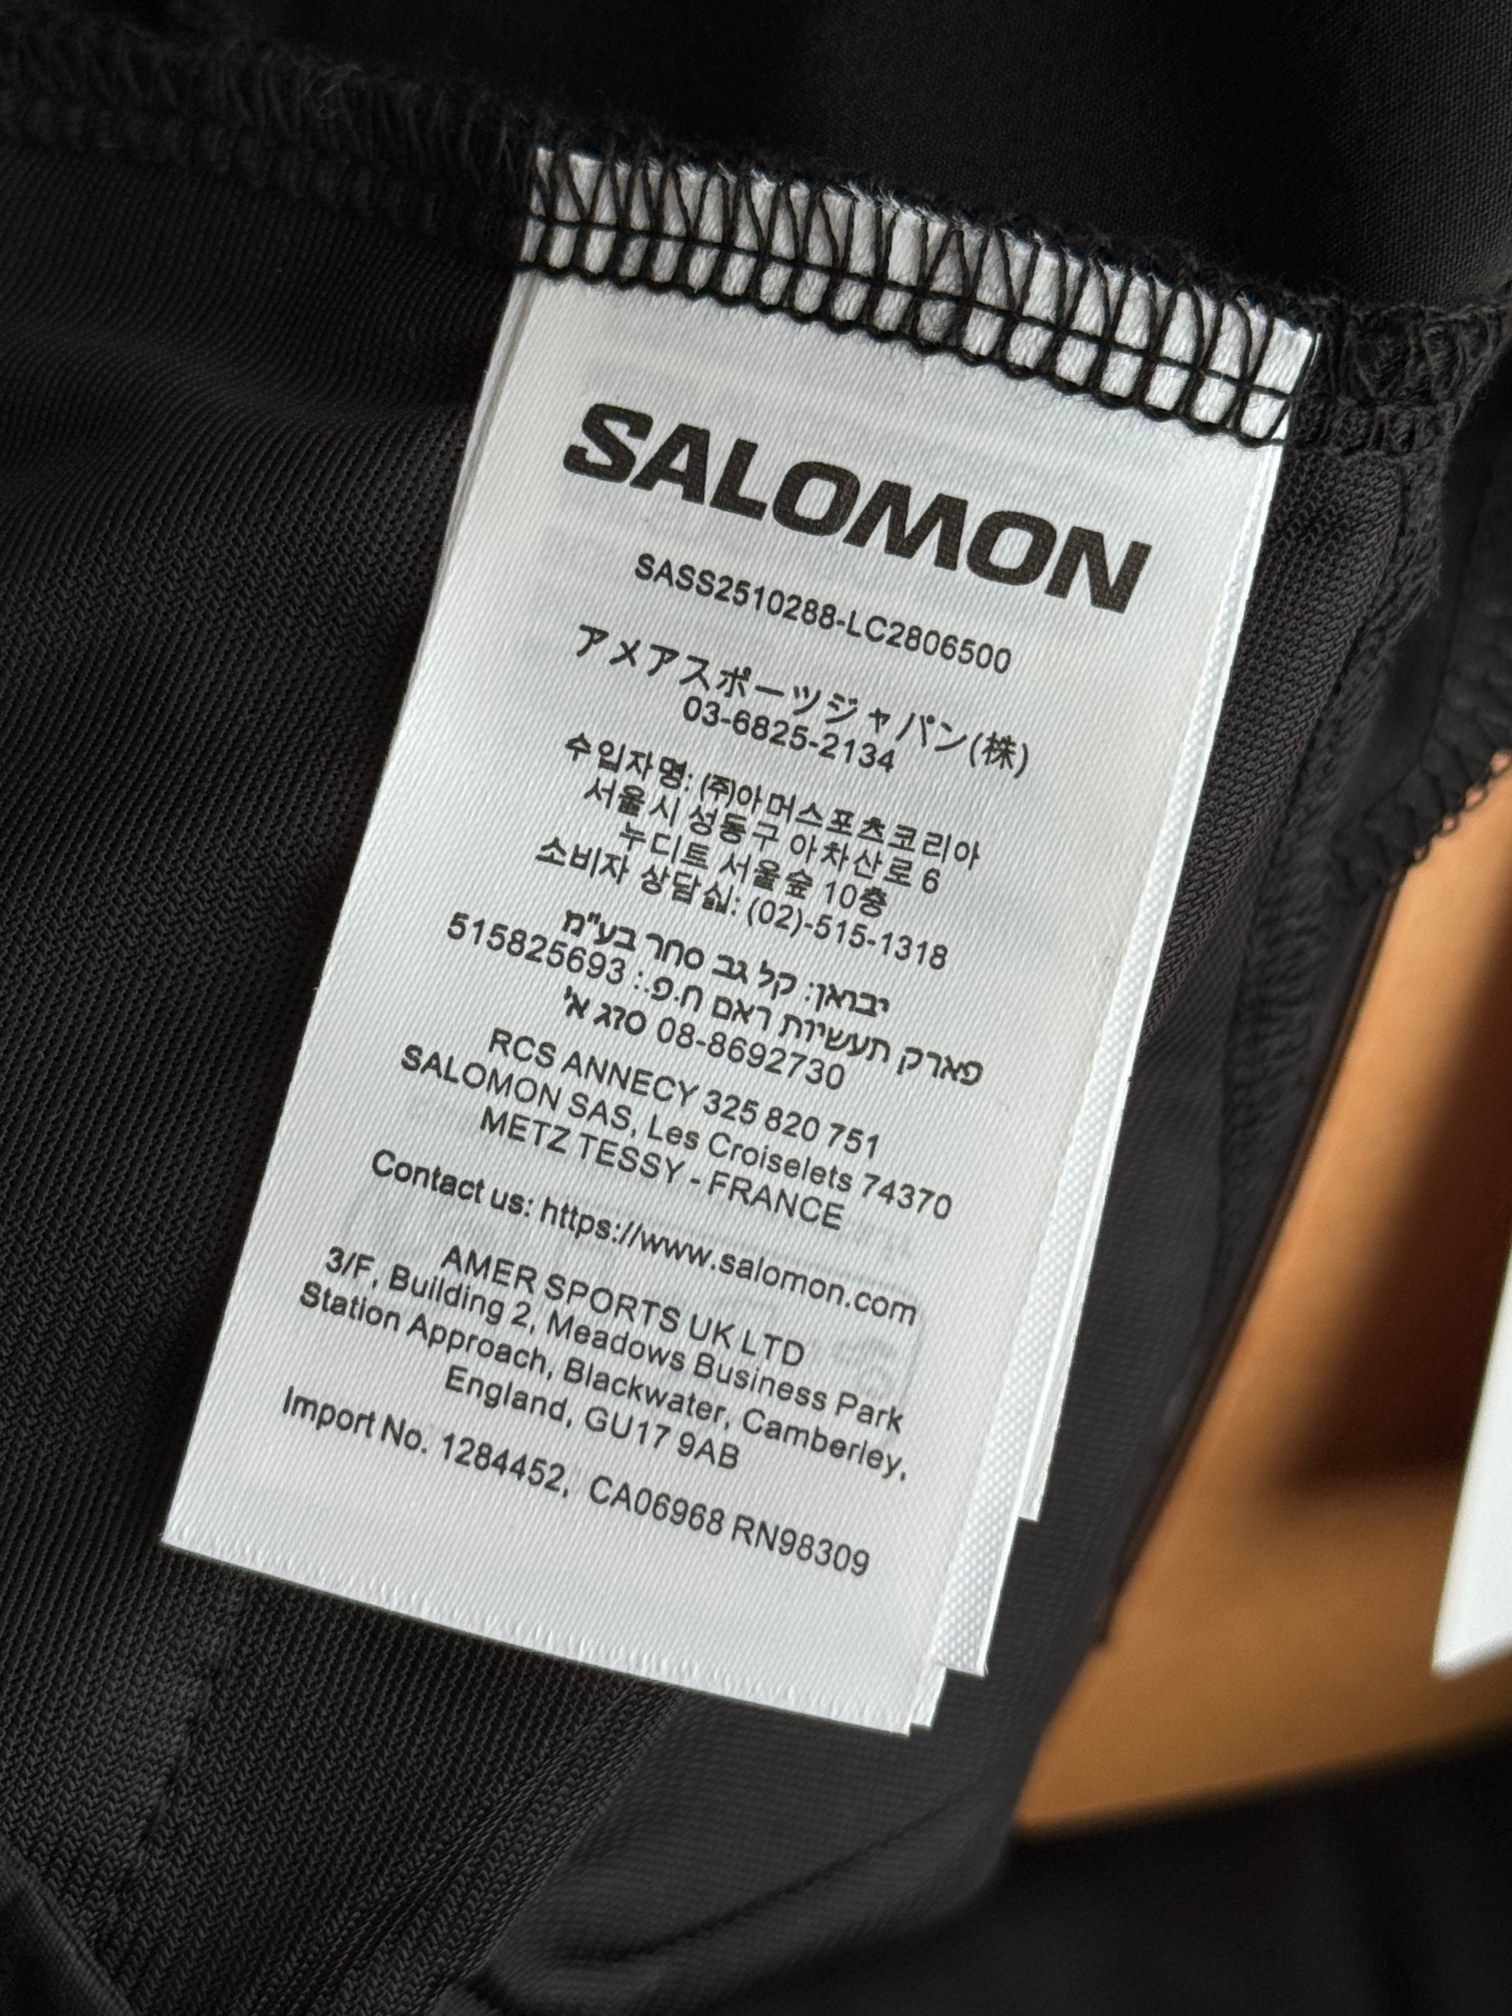 SALOMON
SASS2510288-LC2806500
アメアスポーツジャパン(株)
03-6825-2134
수입자명: (주)아머스포츠코리아
서울시 성동구 아차산로 6
누디트 서울숲 10층
소비자 상담실: (02)-515-1318
יבואן: קל גב סחר בע"מ
פארק תעשיות ראם ח.פ.: 515825693
08-8692730 סוג א'
RCS ANNECY 325 820 751
SALOMON SAS, Les Croiselets 74370
METZ TESSY - FRANCE
Contact us: https://www.salomon.com
AMER SPORTS UK LTD
3/F, Building 2, Meadows Business Park
Station Approach, Blackwater, Camberley,
England, GU17 9AB
Import No. 1284452, CA06968 RN98309